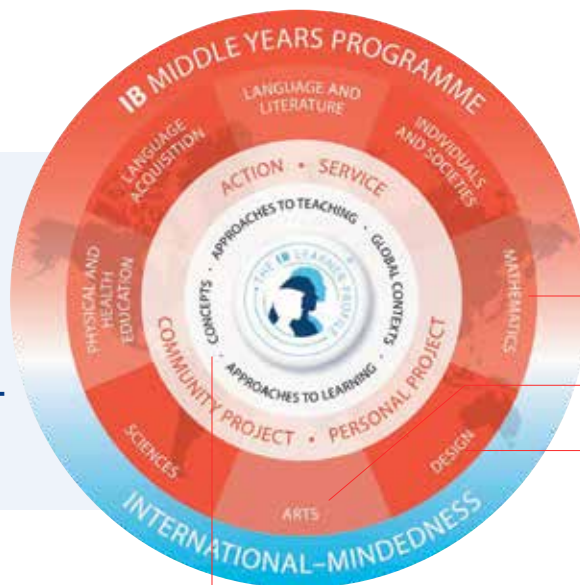 IB MIDDLE YEARS PROGRAMME
LANGUAGE AND
LITERATURE
LANGUAGE
ACQUISITION
INDIVIDUALS
AND SOCIETIES
PHYSICAL AND
HEALTH
EDUCATION
MATHEMATICS
SCIENCES
DESIGN
ARTS
ACTION • SERVICE
COMMUNITY PROJECT • PERSONAL PROJECT
APPROACHES TO TEACHING •
GLOBAL CONTEXTS •
APPROACHES TO LEARNING •
CONCEPTS •
THE IB LEARNER PROFILE
INTERNATIONAL–MINDEDNESS